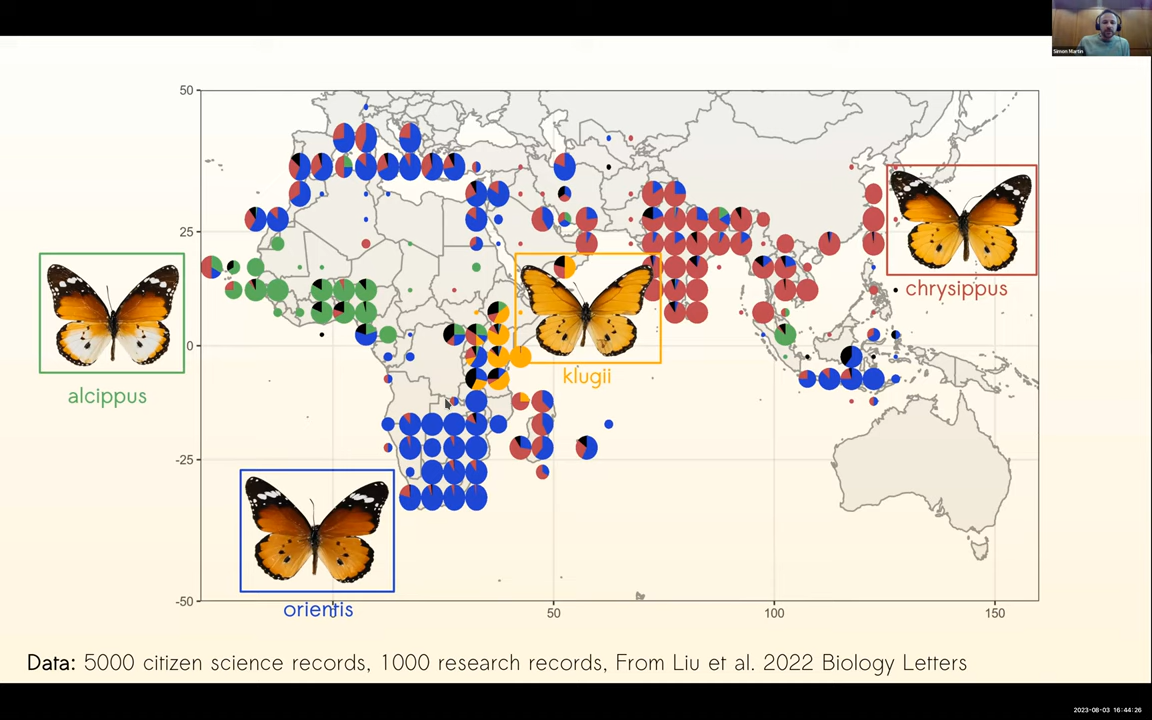 Simon Martin
50
25
0
-25
-50
0
50
100
150
alcippus
orientis
klugii
chrysippus
Data: 5000 citizen science records, 1000 research records, From Liu et al. 2022 Biology Letters
2023-08-03 16:44:26